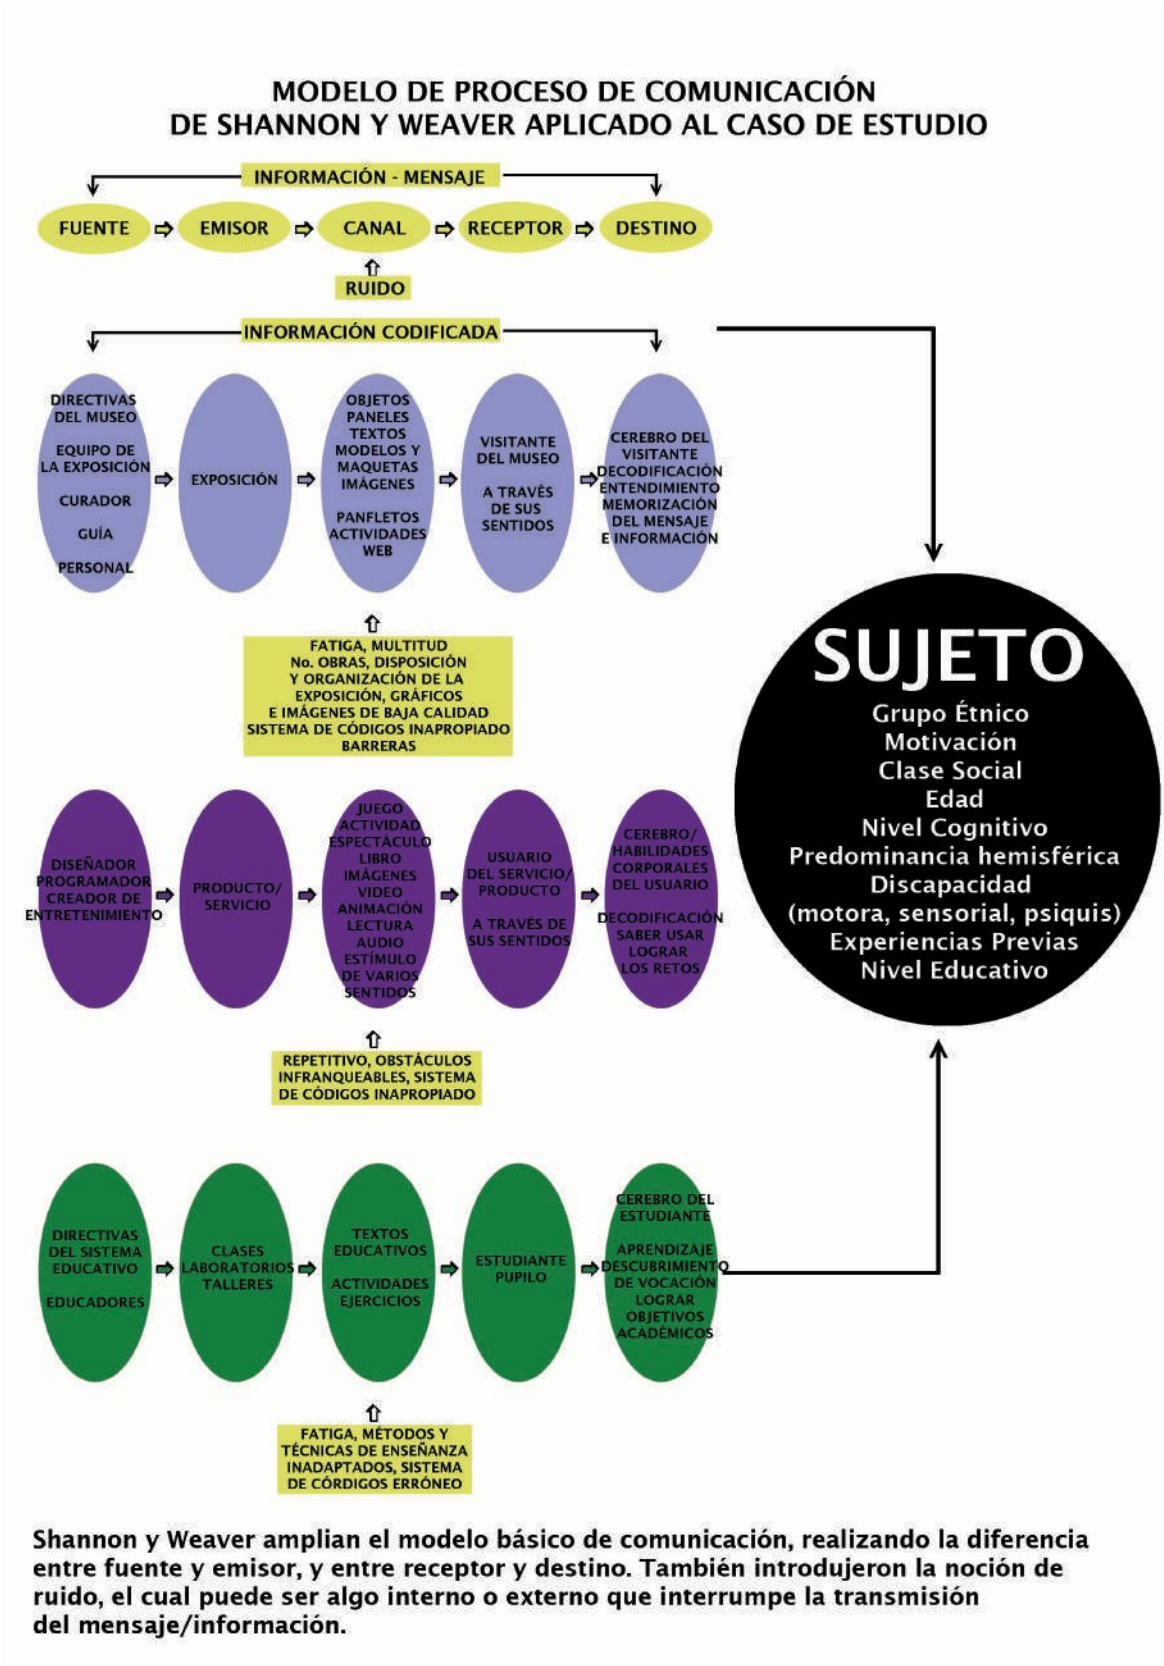 MODELO DE PROCESO DE COMUNICACIÓN
DE SHANNON Y WEAVER APLICADO AL CASO DE ESTUDIO
INFORMACIÓN - MENSAJE
FUENTE
EMISOR
CANAL
RECEPTOR
DESTINO
RUIDO
INFORMACIÓN CODIFICADA
DIRECTIVAS
DEL MUSEO
EQUIPO DE
LA EXPOSICIÓN
CURADOR
GUÍA
PERSONAL
EXPOSICIÓN
OBJETOS
PANELES
TEXTOS
MODELOS Y
MAQUETAS
IMÁGENES
PANFLETOS
ACTIVIDADES
WEB
VISITANTE
DEL MUSEO
A TRAVÉS
DE SUS
SENTIDOS
CEREBRO DEL
VISITANTE
DECODIFICACIÓN
ENTENDIMIENTO
MEMORIZACIÓN
DEL MENSAJE
E INFORMACIÓN
FATIGA, MULTITUD
No. OBRAS, DISPOSICIÓN
Y ORGANIZACIÓN DE LA
EXPOSICIÓN, GRÁFICOS
E IMÁGENES DE BAJA CALIDAD
SISTEMA DE CÓDIGOS INAPROPIADO
BARRERAS
DISEÑADOR
PROGRAMADOR
CREADOR DE
ENTRETENIMIENTO
PRODUCTO/
SERVICIO
JUEGO
ACTIVIDAD
ESPECTÁCULO
LIBRO
IMÁGENES
VIDEO
ANIMACIÓN
LECTURA
AUDIO
ESTÍMULO
DE VARIOS
SENTIDOS
USUARIO
DEL SERVICIO/
PRODUCTO
A TRAVÉS DE
SUS SENTIDOS
CEREBRO/
HABILIDADES
CORPORALES
DEL USUARIO
DECODIFICACIÓN
SABER USAR
LOGRAR
LOS RETOS
REPETITIVO, OBSTÁCULOS
INFRANQUEABLES, SISTEMA
DE CÓDIGOS INAPROPIADO
DIRECTIVAS
DEL SISTEMA
EDUCATIVO
EDUCADORES
CLASES
LABORATORIOS
TALLERES
TEXTOS
EDUCATIVOS
ACTIVIDADES
EJERCICIOS
ESTUDIANTE
PUPILO
CEREBRO DEL
ESTUDIANTE
APRENDIZAJE
DESCUBRIMIENTO
DE VOCACIÓN
LOGRAR
OBJETIVOS
ACADÉMICOS
FATIGA, MÉTODOS Y
TÉCNICAS DE ENSEÑANZA
INADAPTADOS, SISTEMA
DE CÓRDIGOS ERRÓNEO
SUJETO
Grupo Étnico
Motivación
Clase Social
Edad
Nivel Cognitivo
Predominancia hemisférica
Discapacidad
(motora, sensorial, psiquis)
Experiencias Previas
Nivel Educativo
Shannon y Weaver amplian el modelo básico de comunicación, realizando la diferencia
entre fuente y emisor, y entre receptor y destino. También introdujeron la noción de
ruido, el cual puede ser algo interno o externo que interrumpe la transmisión
del mensaje/información.